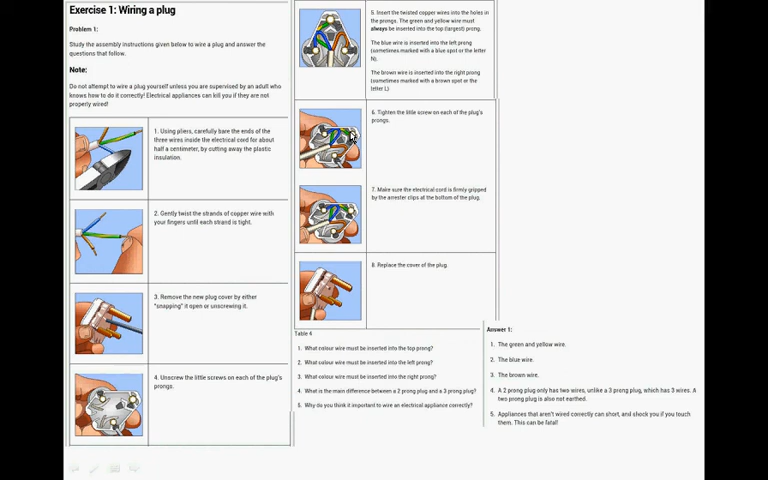 Exercise 1: Wiring a plug
Problem 1:
Study the assembly instructions given below to wire a plug and answer the
questions that follow.
Note:
Do not attempt to wire a plug yourself unless you are supervised by an adult who
knows how to do it correctly! Electrical appliances can kill you if they are not
properly wired!
1. Using pliers, carefully bare the ends of the
three wires inside the electrical cord for about
half a centimeter, by cutting away the plastic
insulation.
2. Gently twist the strands of copper wire with
your fingers until each strand is tight.
3. Remove the new plug cover by either
"snapping" it open or unscrewing it.
4. Unscrew the little screws on each of the plug's
prongs.
5. Insert the twisted copper wires into the holes in
the prongs. The green and yellow wire must
always be inserted into the top (largest) prong.
The blue wire is inserted into the left prong
(sometimes marked with a blue spot or the letter
N).
The brown wire is inserted into the right prong
(sometimes marked with a brown spot or the
letter L)
6. Tighten the little screw on each of the plug's
prongs.
7. Make sure the electrical cord is firmly gripped
by the arrester clips at the bottom of the plug.
8. Replace the cover of the plug.
Table 4
1. What colour wire must be inserted into the top prong?
2. What colour wire must be inserted into the left prong?
3. What colour wire must be inserted into the right prong?
4. What is the main difference between a 2 prong plug and a 3 prong plug?
5. Why do you think it important to wire an electrical appliance correctly?
Answer 1:
1. The green and yellow wire.
2. The blue wire.
3. The brown wire.
4. A 2 prong plug only has two wires, unlike a 3 preng plug, which has 3 wires. A
two prong plug is also not earthed.
5. Appliances that aren't wired correctly can short, and shock you if you touch
them. This can be fatal!